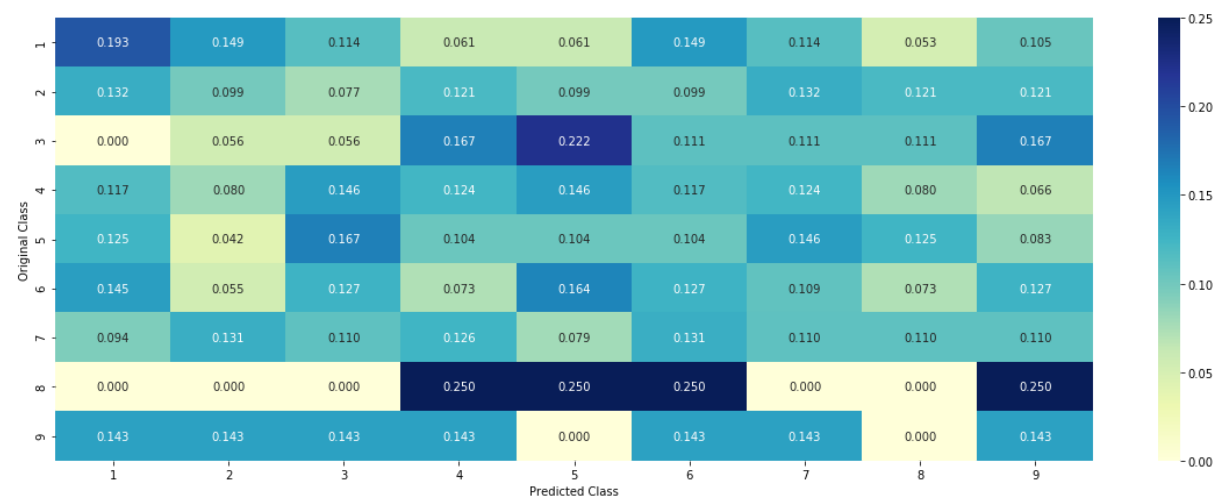 1 0.193 0.149 0.114 0.061 0.061 0.149 0.114 0.053 0.105
2 0.132 0.099 0.077 0.121 0.099 0.099 0.132 0.121 0.121
3 0.000 0.056 0.056 0.167 0.222 0.111 0.111 0.111 0.167
4 0.117 0.080 0.146 0.124 0.146 0.117 0.124 0.080 0.066
5 0.125 0.042 0.167 0.104 0.104 0.104 0.146 0.125 0.083
6 0.145 0.055 0.127 0.073 0.164 0.127 0.109 0.073 0.127
7 0.094 0.131 0.110 0.126 0.079 0.131 0.110 0.110 0.110
8 0.000 0.000 0.000 0.250 0.250 0.250 0.000 0.000 0.250
9 0.143 0.143 0.143 0.143 0.000 0.143 0.143 0.000 0.143
1 2 3 4 5 6 7 8 9
Predicted Class
Original Class
0.25
0.20
0.15
0.10
0.05
0.00